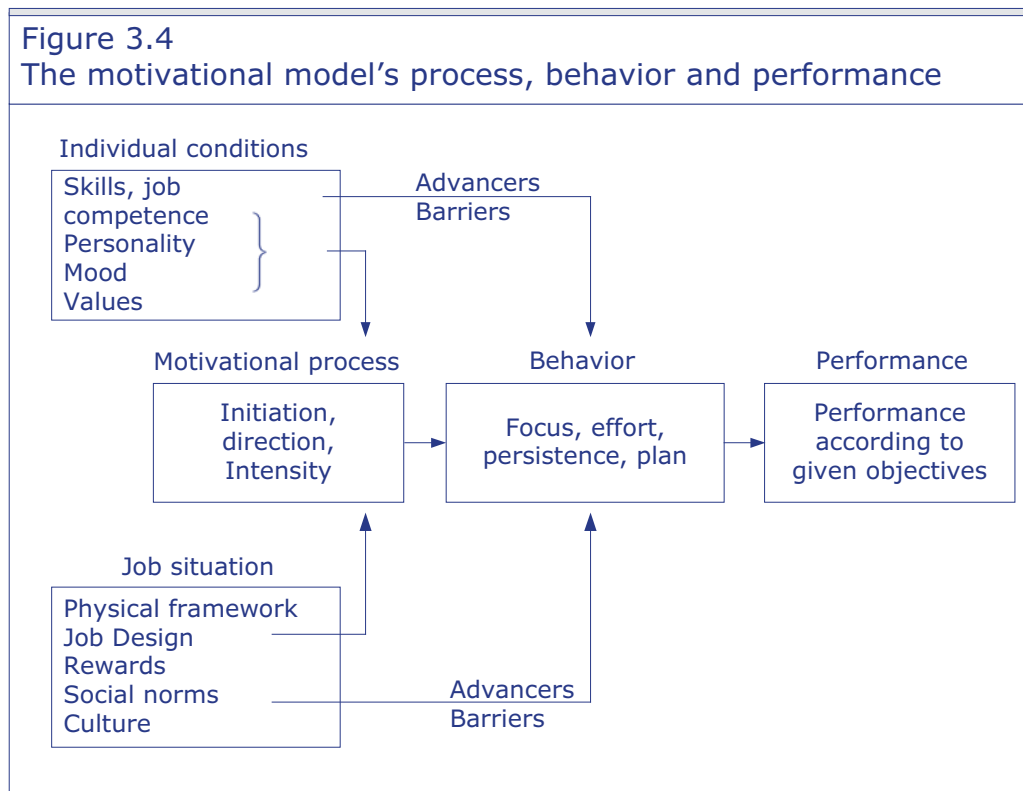 Figure 3.4
The motivational model’s process, behavior and performance
Individual conditions
Skills, job
competence
Personality
Mood
Values
Advancers
Barriers
Motivational process
Initiation,
direction,
Intensity
Behavior
Focus, effort,
persistence, plan
Performance
Performance
according to
given objectives
Job situation
Physical framework
Job Design
Rewards
Social norms
Culture
Advancers
Barriers